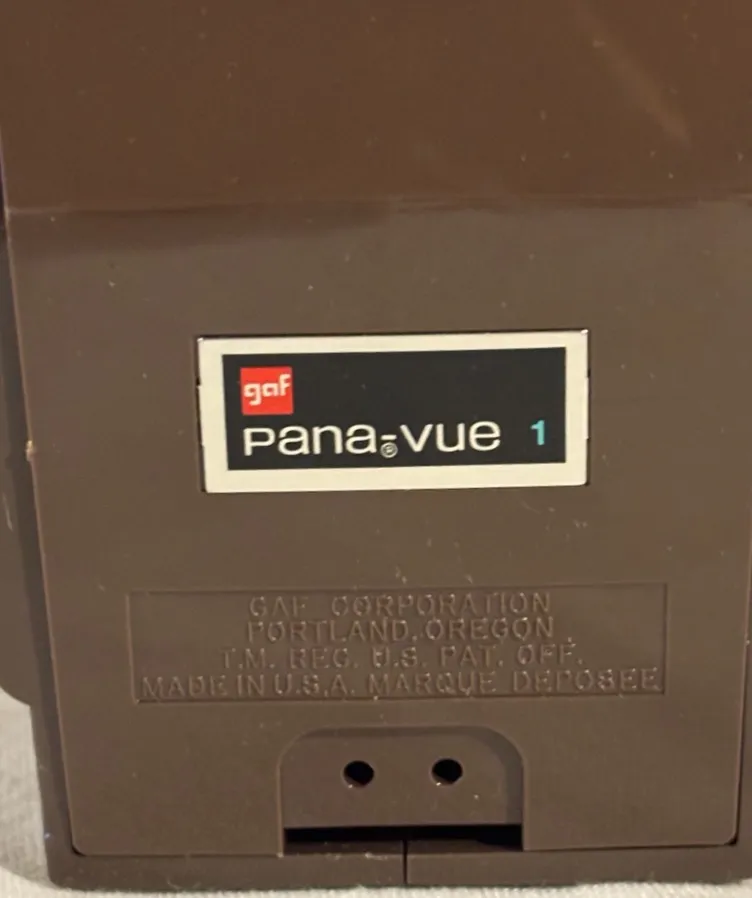 gaf
pana-vue® 1
GAF CORPORATION
PORTLAND, OREGON
T.M. REG. U.S. PAT. OFF.
MADE IN U.S.A. MARQUE DEPOSEE